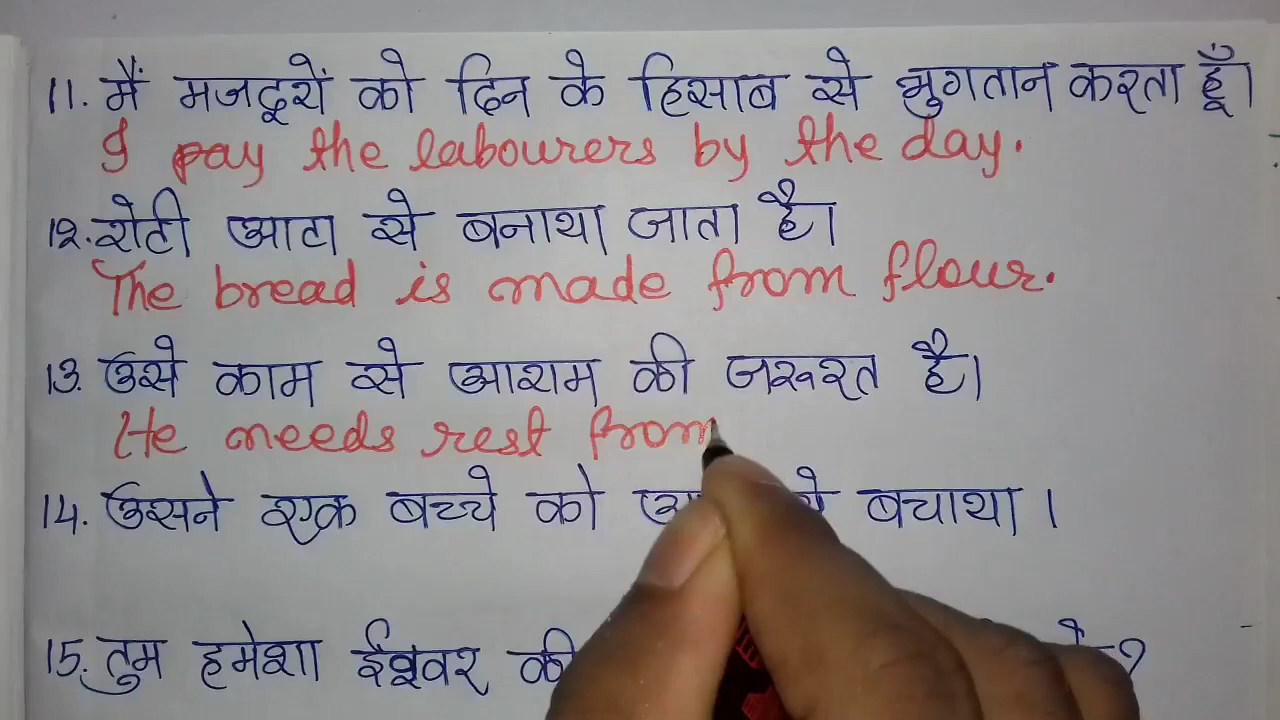 11. मैं मजदूरों को दिन के हिसाब से भुगतान करता हूँ।
I pay the labourers by the day.
12. रोटी आटा से बनाया जाता है।
The bread is made from flour.
13. उसे काम से आराम की जरूरत है।
He needs rest from
14. उसने एक बच्चे को से बचाया।
15. तुम हमेशा ईश्वर की